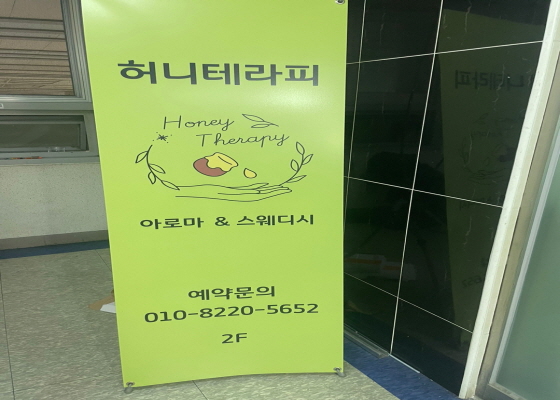 허니테라피
Honey
Therapy
아로마 & 스웨디시
예약문의
010-8220-5652
2F